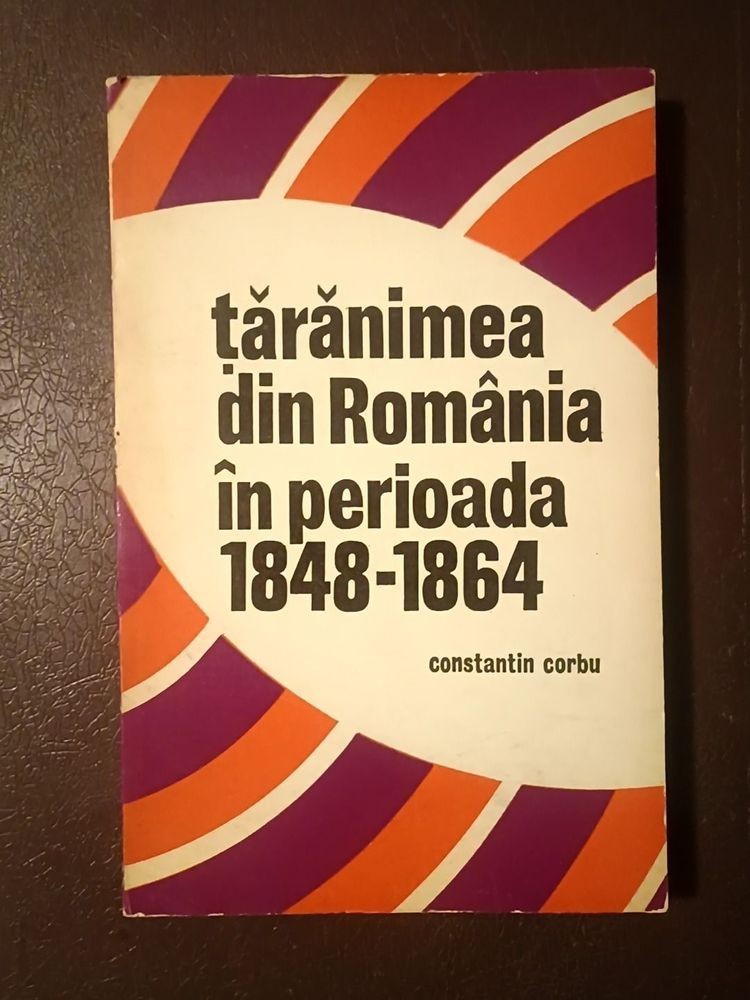 țărănimea
din România
în perioada
1848-1864
constantin corbu